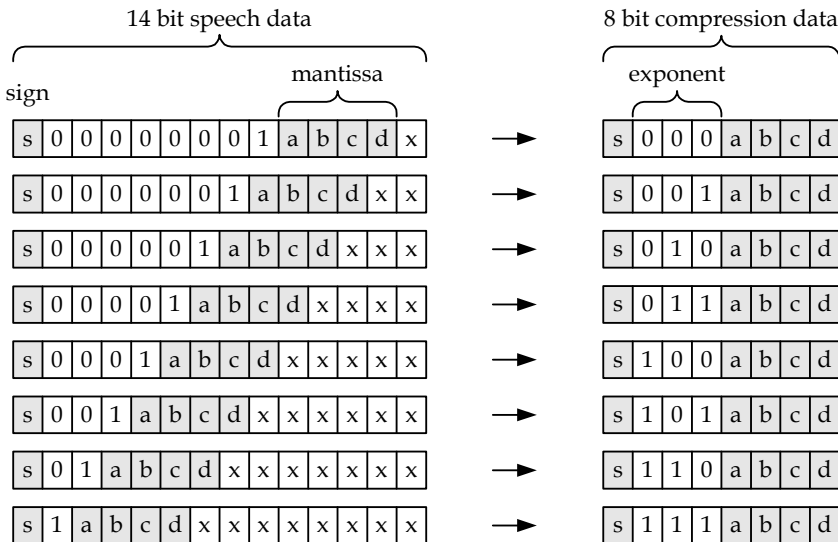 14 bit speech data 8 bit compression data
mantissa exponent
sign
s 0 0 0 0 0 0 0 1 a b c d x s 0 0 0 a b c d
s 0 0 0 0 0 0 1 a b c d x x s 0 0 1 a b c d
s 0 0 0 0 0 1 a b c d x x x s 0 1 0 a b c d
s 0 0 0 0 1 a b c d x x x x s 0 1 1 a b c d
s 0 0 0 1 a b c d x x x x x s 1 0 0 a b c d
s 0 0 1 a b c d x x x x x x s 1 0 1 a b c d
s 0 1 a b c d x x x x x x x s 1 1 0 a b c d
s 1 a b c d x x x x x x x x s 1 1 1 a b c d